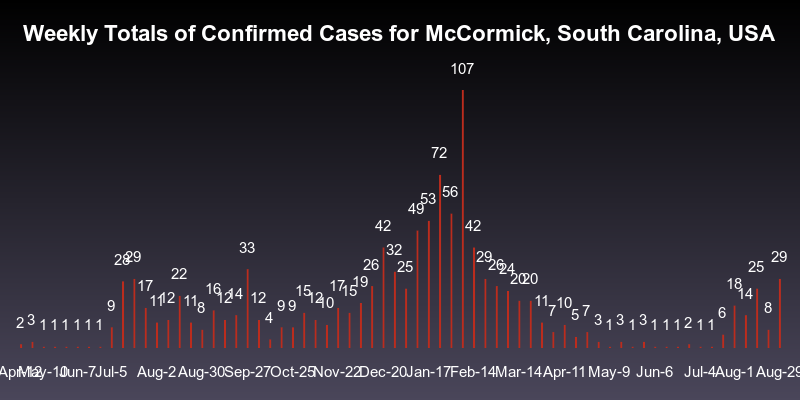 Weekly Totals of Confirmed Cases for McCormick, South Carolina, USA
107
72
56
53
49
42 42
33 32
28 29 29 29
26 26 25 24 25
22 20 20
17 17 19 18
16 15 15 14
11 12 11 12 14 12 12 10 11 10
9 8 9 9 7 7 8
2 3 1 1 1 1 1 1 4 5 3 1 3 1 3 1 1 1 2 1 1 6
Apr-12 May-10 Jun-7 Jul-5 Aug-2 Aug-30 Sep-27 Oct-25 Nov-22 Dec-20 Jan-17 Feb-14 Mar-14 Apr-11 May-9 Jun-6 Jul-4 Aug-1 Aug-29